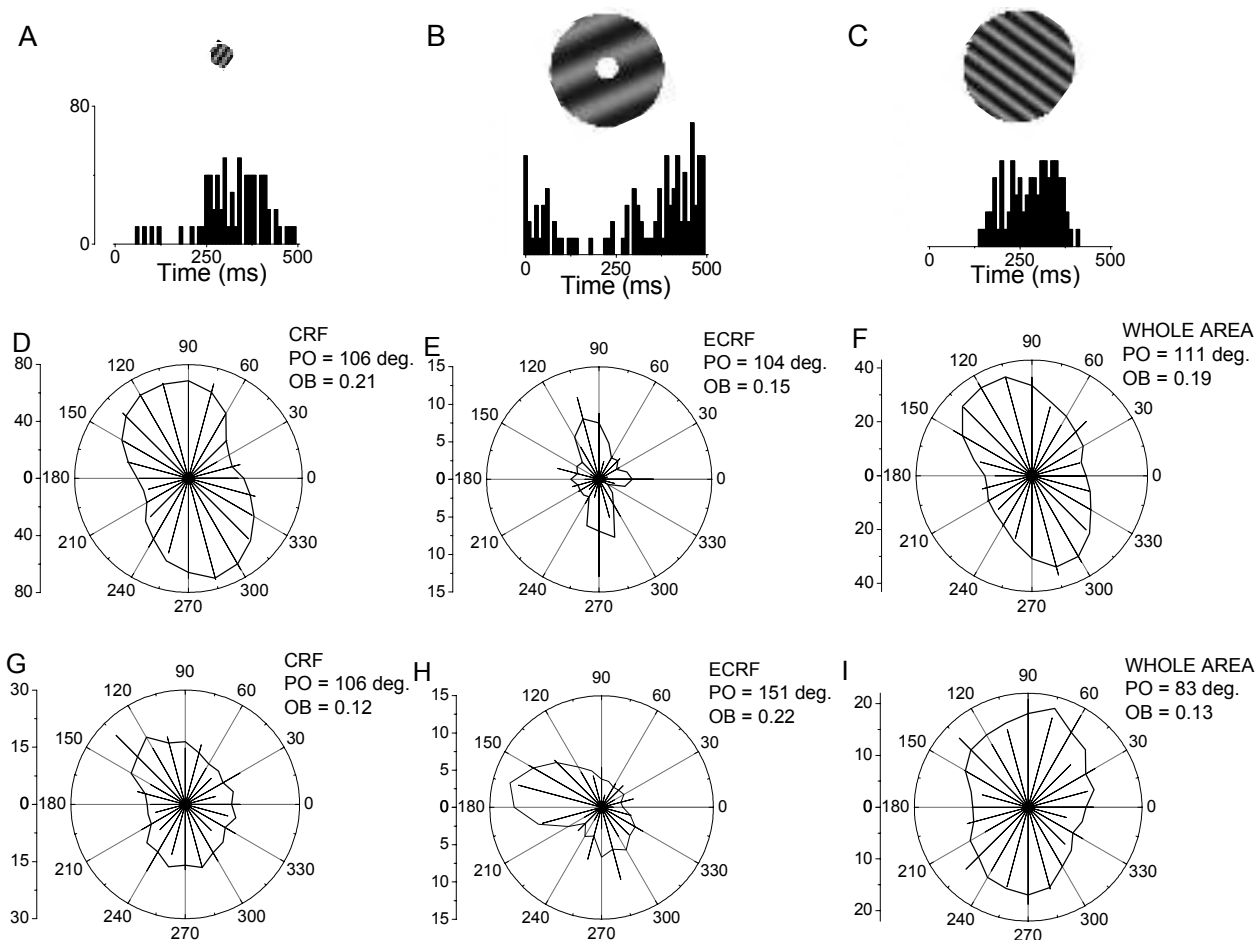 A
B
C
80
0
0 250 500
Time (ms)
0 250 500
Time (ms)
0 250 500
Time (ms)
D
CRF
PO = 106 deg.
OB = 0.21
80
40
0
40
80
90
120 60
150 30
180 0
210 330
240 300
270
E
ECRF
PO = 104 deg.
OB = 0.15
15
10
5
0
5
10
15
90
120 60
150 30
180 0
210 330
240 300
270
F
WHOLE AREA
PO = 111 deg.
OB = 0.19
40
20
0
20
40
90
120 60
150 30
180 0
210 330
240 300
270
G
CRF
PO = 106 deg.
OB = 0.12
30
15
0
15
30
90
120 60
150 30
180 0
210 330
240 300
270
H
ECRF
PO = 151 deg.
OB = 0.22
15
10
5
0
5
10
15
90
120 60
150 30
180 0
210 330
240 300
270
I
WHOLE AREA
PO = 83 deg.
OB = 0.13
20
10
0
10
20
90
120 60
150 30
180 0
210 330
240 300
270